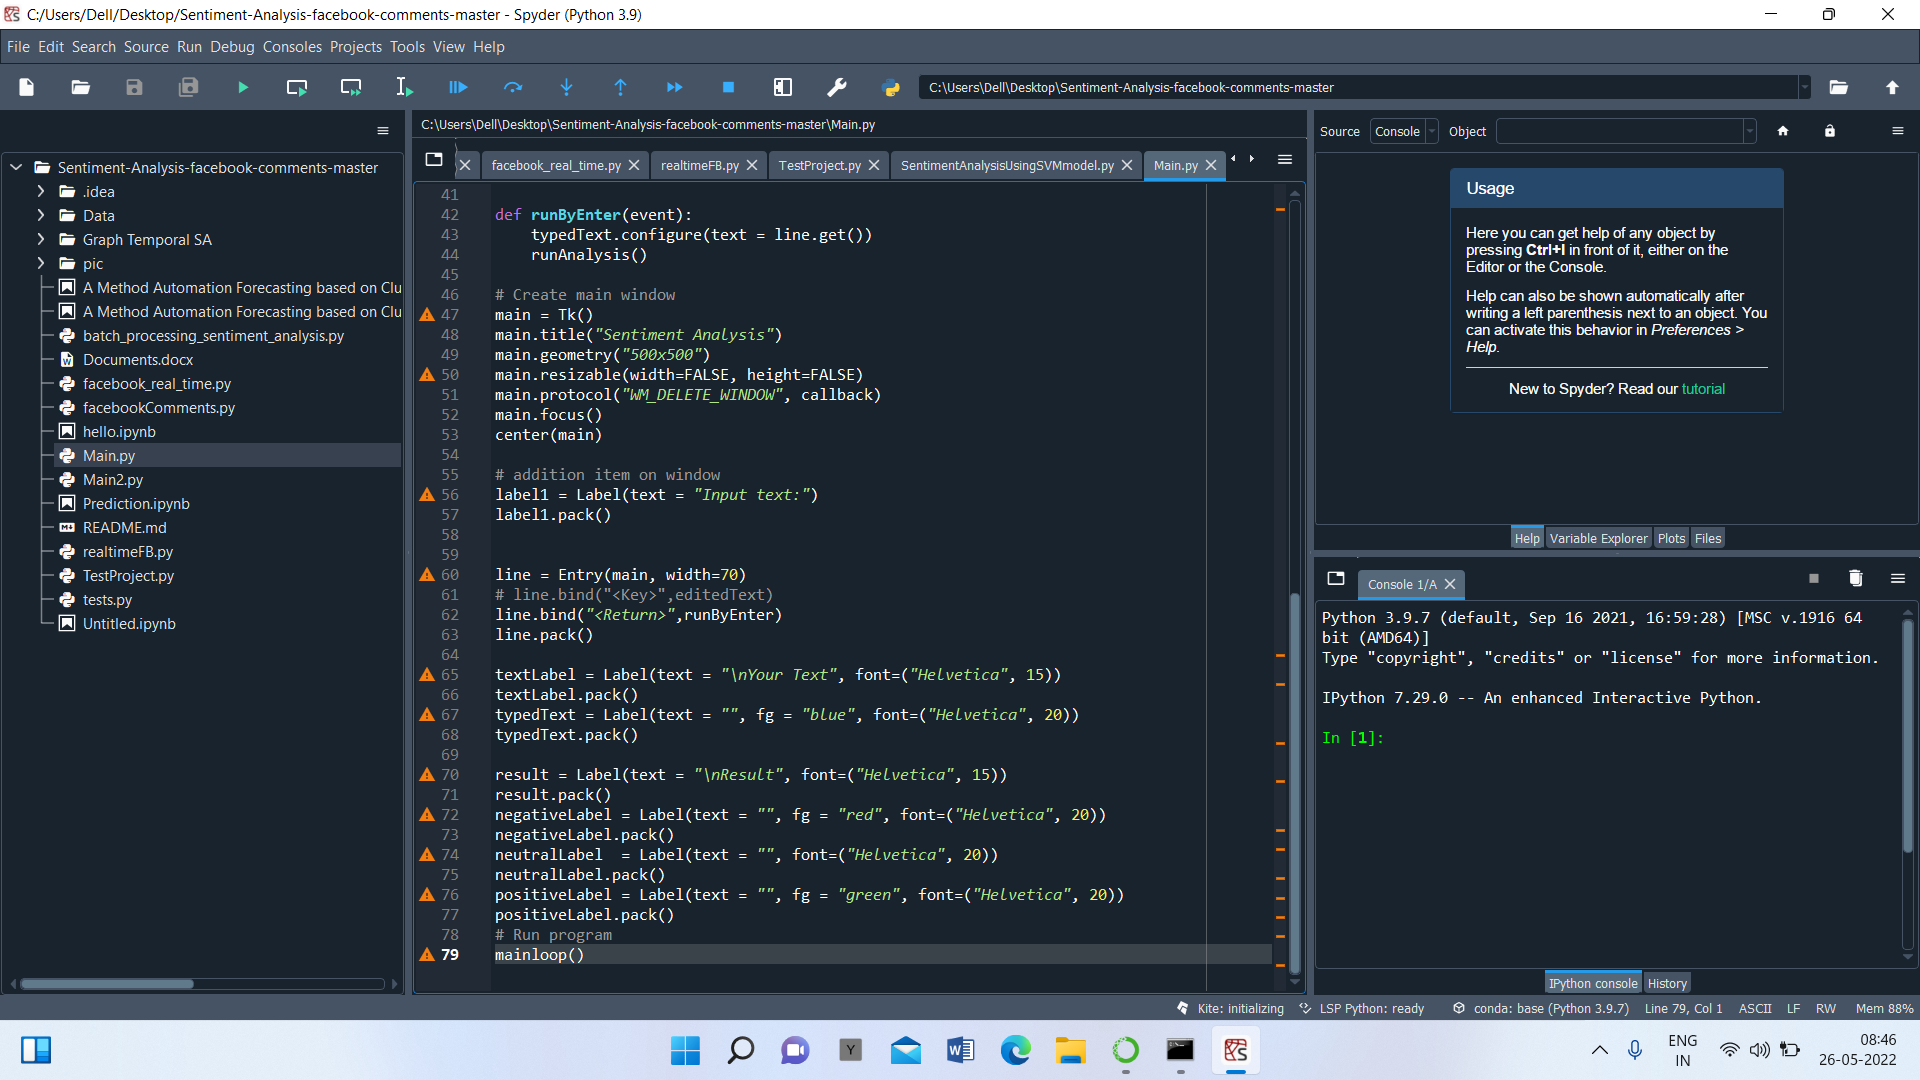 C:/Users/Dell/Desktop/Sentiment-Analysis-facebook-comments-master - Spyder (Python 3.9)
File Edit Search Source Run Debug Consoles Projects Tools View Help
C:\Users\Dell\Desktop\Sentiment-Analysis-facebook-comments-master
Sentiment-Analysis-facebook-comments-master
.idea
Data
Graph Temporal SA
pic
A Method Automation Forecasting based on Clu
A Method Automation Forecasting based on Clu
batch_processing_sentiment_analysis.py
Documents.docx
facebook_real_time.py
facebookComments.py
hello.ipynb
Main.py
Main2.py
Prediction.ipynb
README.md
realtimeFB.py
TestProject.py
tests.py
Untitled.ipynb
C:\Users\Dell\Desktop\Sentiment-Analysis-facebook-comments-master\Main.py
facebook_real_time.py realtimeFB.py TestProject.py SentimentAnalysisUsingSVMmodel.py Main.py
41
42 def runByEnter(event):
43     typedText.configure(text = line.get())
44     runAnalysis()
45
46 # Create main window
47 main = Tk()
48 main.title("Sentiment Analysis")
49 main.geometry("500x500")
50 main.resizable(width=FALSE, height=FALSE)
51 main.protocol("WM_DELETE_WINDOW", callback)
52 main.focus()
53 center(main)
54
55 # addition item on window
56 label1 = Label(text = "Input text:")
57 label1.pack()
58
59
60 line = Entry(main, width=70)
61 # line.bind("<Key>",editedText)
62 line.bind("<Return>",runByEnter)
63 line.pack()
64
65 textLabel = Label(text = "\nYour Text", font=("Helvetica", 15))
66 textLabel.pack()
67 typedText = Label(text = "", fg = "blue", font=("Helvetica", 20))
68 typedText.pack()
69
70 result = Label(text = "\nResult", font=("Helvetica", 15))
71 result.pack()
72 negativeLabel = Label(text = "", fg = "red", font=("Helvetica", 20))
73 negativeLabel.pack()
74 neutralLabel  = Label(text = "", font=("Helvetica", 20))
75 neutralLabel.pack()
76 positiveLabel = Label(text = "", fg = "green", font=("Helvetica", 20))
77 positiveLabel.pack()
78 # Run program
79 mainloop()
Source Console Object
Usage
Here you can get help of any object by
pressing Ctrl+I in front of it, either on the
Editor or the Console.
Help can also be shown automatically after
writing a left parenthesis next to an object. You
can activate this behavior in Preferences >
Help.
New to Spyder? Read our tutorial
Help Variable Explorer Plots Files
Console 1/A
Python 3.9.7 (default, Sep 16 2021, 16:59:28) [MSC v.1916 64
bit (AMD64)]
Type "copyright", "credits" or "license" for more information.
IPython 7.29.0 -- An enhanced Interactive Python.
In [1]:
IPython console History
Kite: initializing LSP Python: ready conda: base (Python 3.9.7) Line 79, Col 1 ASCII LF RW Mem 88%
ENG
IN
08:46
26-05-2022